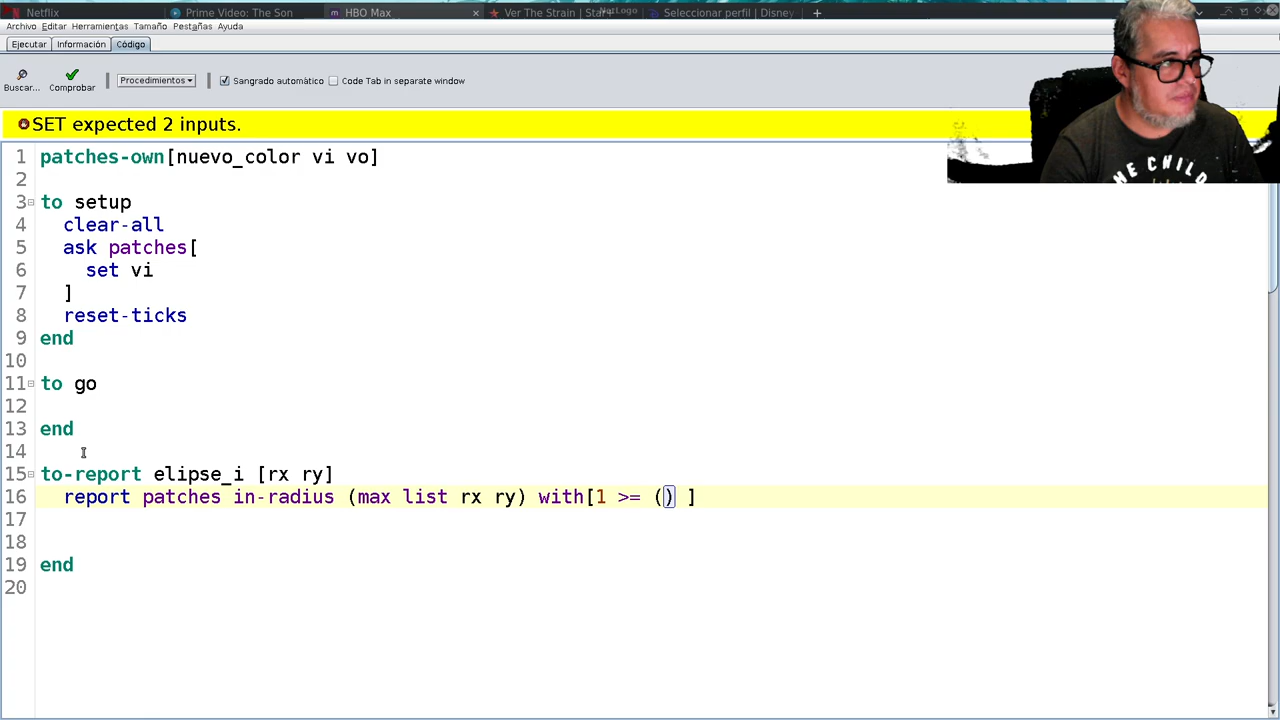 Netflix
Prime Video: The Son
HBO Max
Ver The Strain | Star+
NetLogo
Seleccionar perfil | Disney
Archivo Editar Herramientas Tamaño Pestañas Ayuda
Ejecutar Información Código
Buscar... Comprobar Procedimientos Sangrado automático Code Tab in separate window
SET expected 2 inputs.
1 patches-own[nuevo_color vi vo]
2
3 to setup
4 clear-all
5 ask patches[
6 set vi
7 ]
8 reset-ticks
9 end
10
11 to go
12
13 end
14
15 to-report elipse_i [rx ry]
16 report patches in-radius (max list rx ry) with[1 >= () ]
17
18
19 end
20
HE CHILD